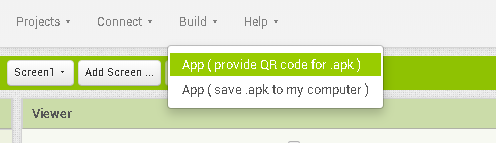 Projects Connect Build Help
App ( provide QR code for .apk )
Screen1 Add Screen ...
App ( save .apk to my computer )
Viewer